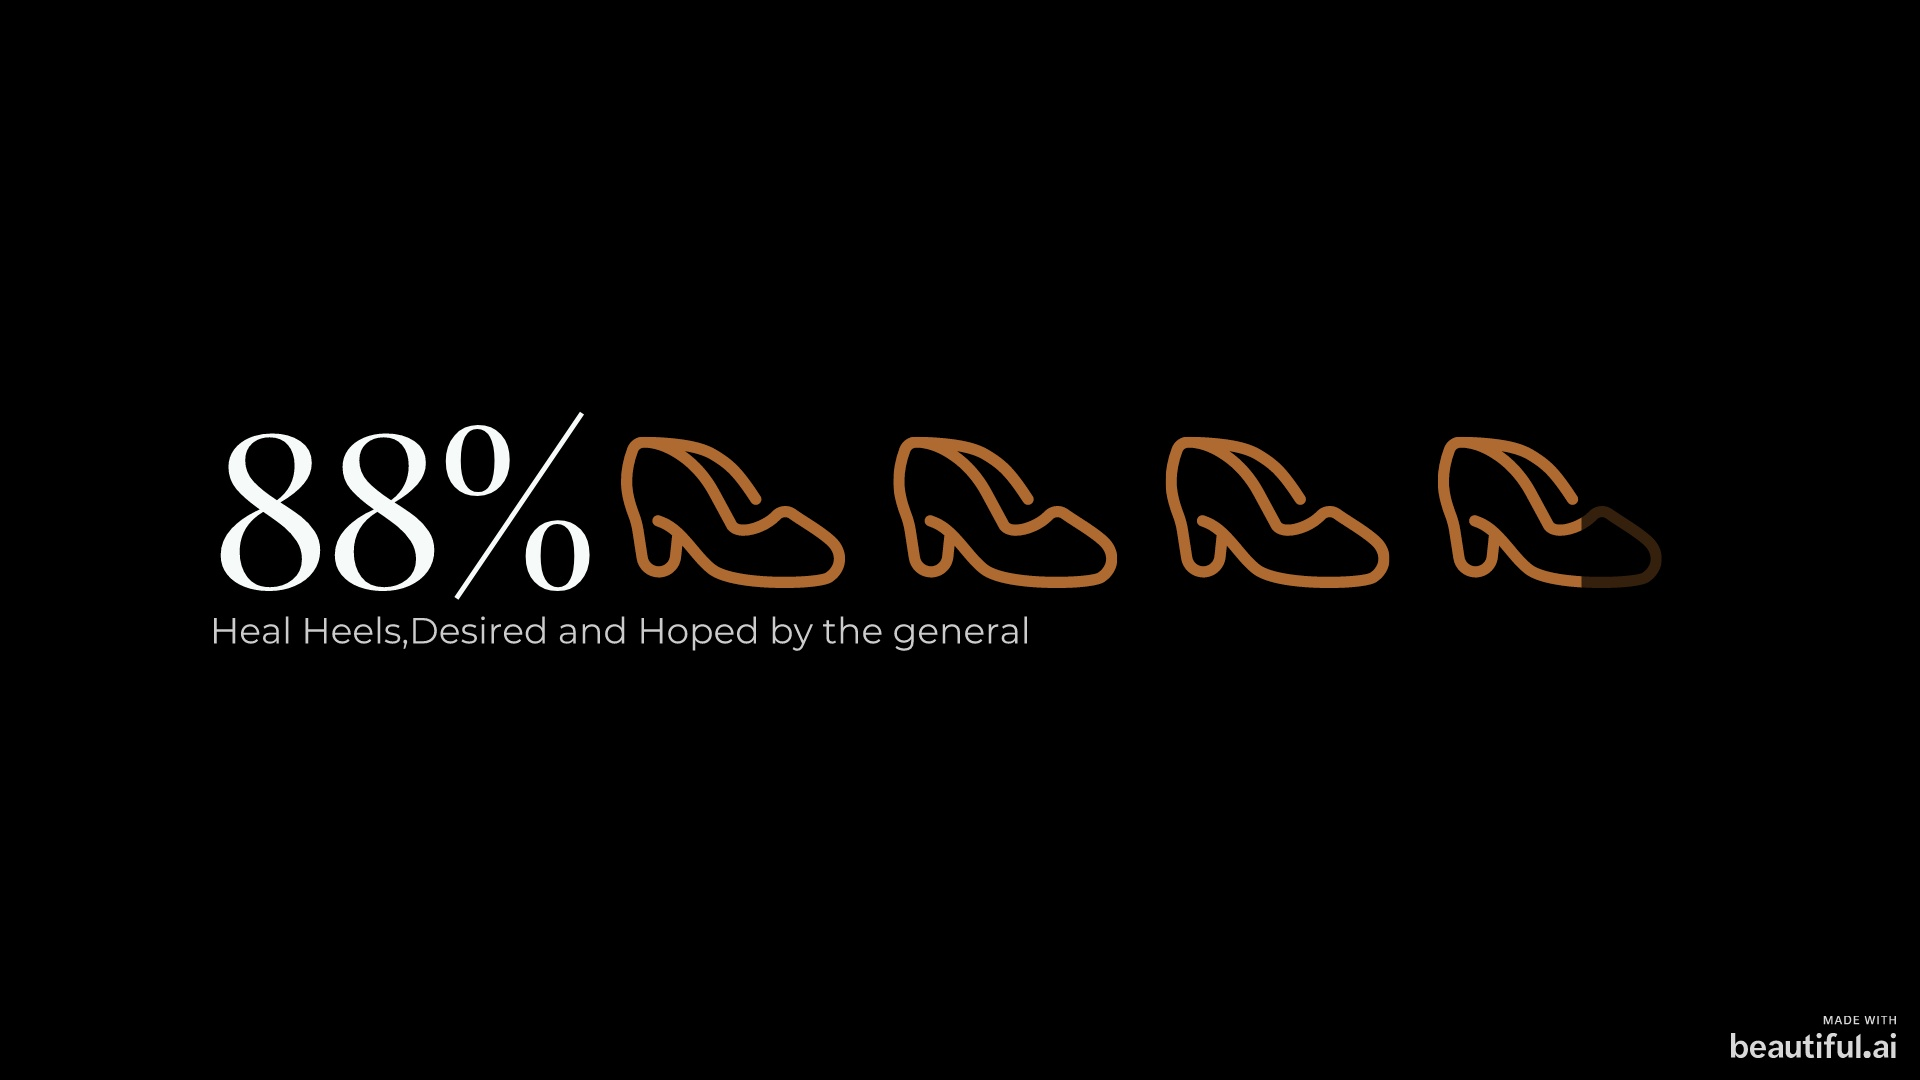 88%
Heal Heels,Desired and Hoped by the general
MADE WITH
beautiful.ai